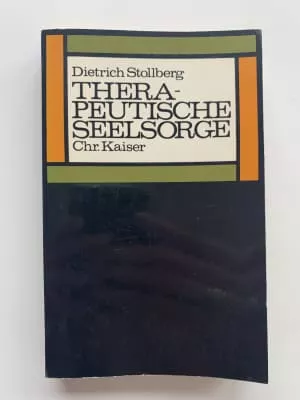 Dietrich Stollberg
THERA-
PEUTISCHE
SEELSORGE
Chr. Kaiser